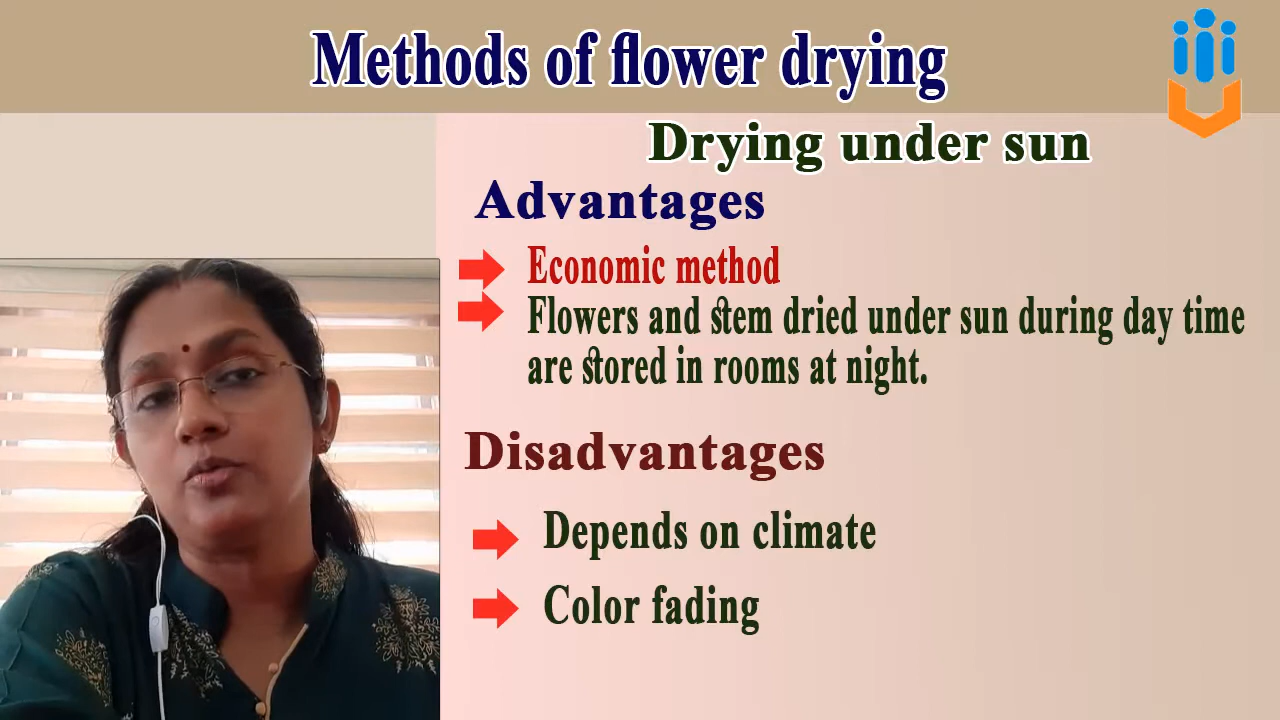 Methods of flower drying
Drying under sun
Advantages
Economic method
Flowers and stem dried under sun during day time
are stored in rooms at night.
Disadvantages
Depends on climate
Color fading